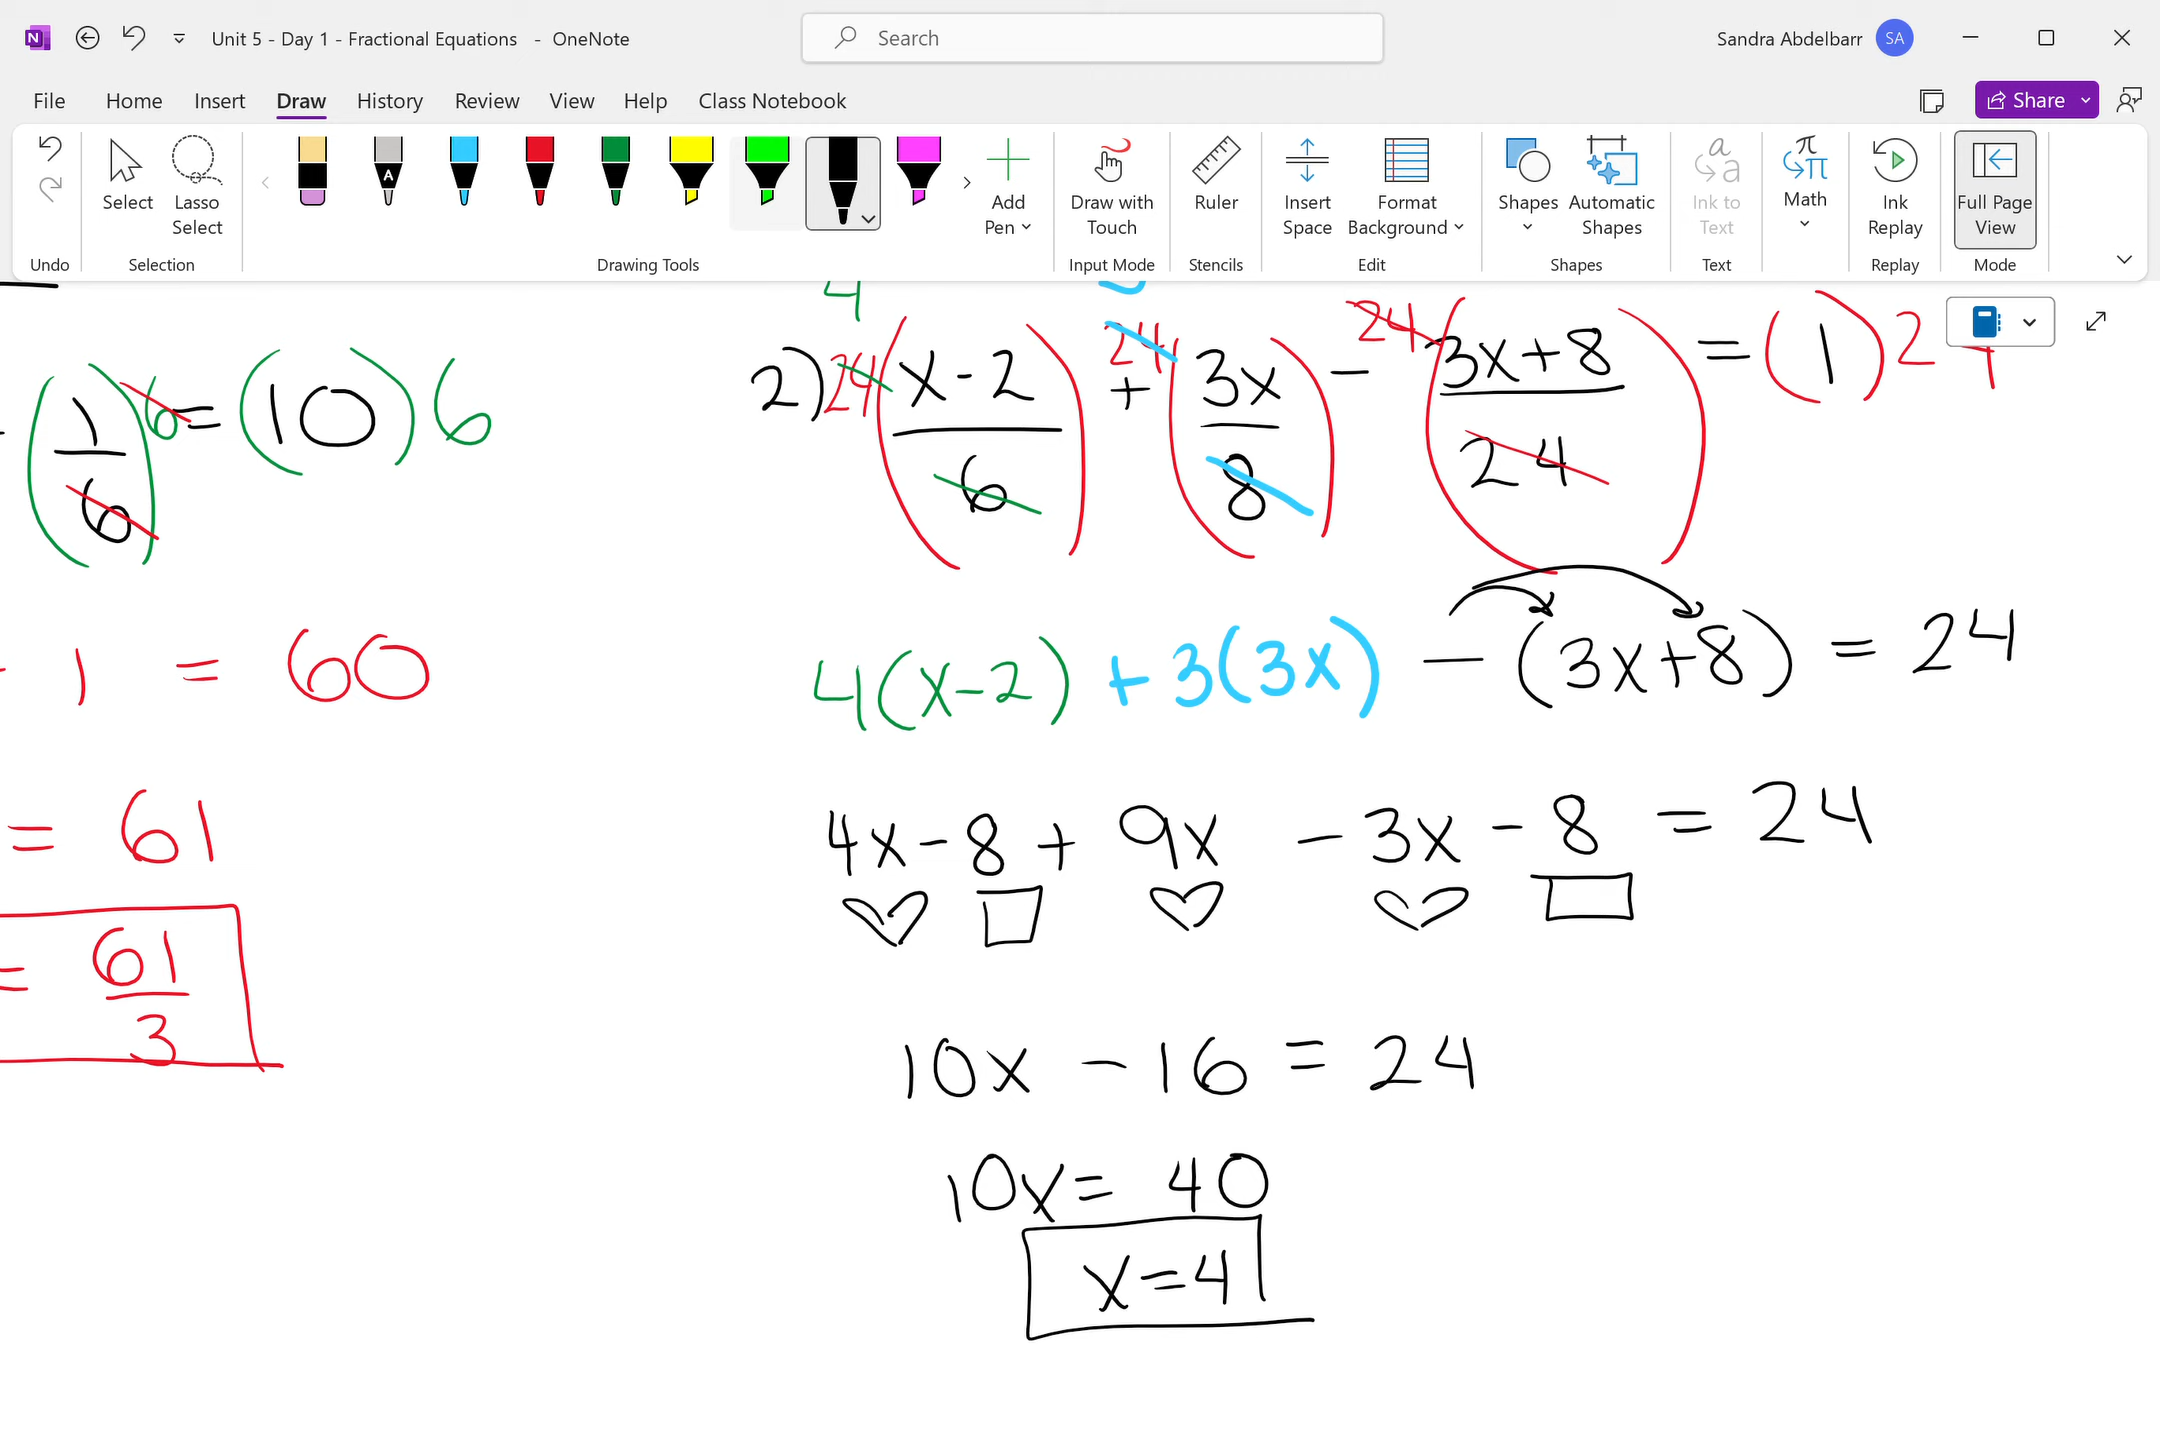 Unit 5 - Day 1 - Fractional Equations - OneNote
Search
Sandra Abdelbarr
SA
File Home Insert Draw History Review View Help Class Notebook
Share
Select
Lasso Select
A
Add Pen
Draw with Touch
Ruler
Insert Space
Format Background
Shapes
Automatic Shapes
Ink to Text
Math
Ink Replay
Full Page View
Undo
Selection
Drawing Tools
Input Mode
Stencils
Edit
Shapes
Text
Replay
Mode
(1/6) 6 = (10) 6
1 = 60
= 61
= 61/3
4
2) 24 (x-2/6) + 24 (3x/8) - 24 (3x+8/24) = (1) 24
4(x-2) + 3(3x) - (3x+8) = 24
4x - 8 + 9x - 3x - 8 = 24
10x - 16 = 24
10x = 40
x = 4